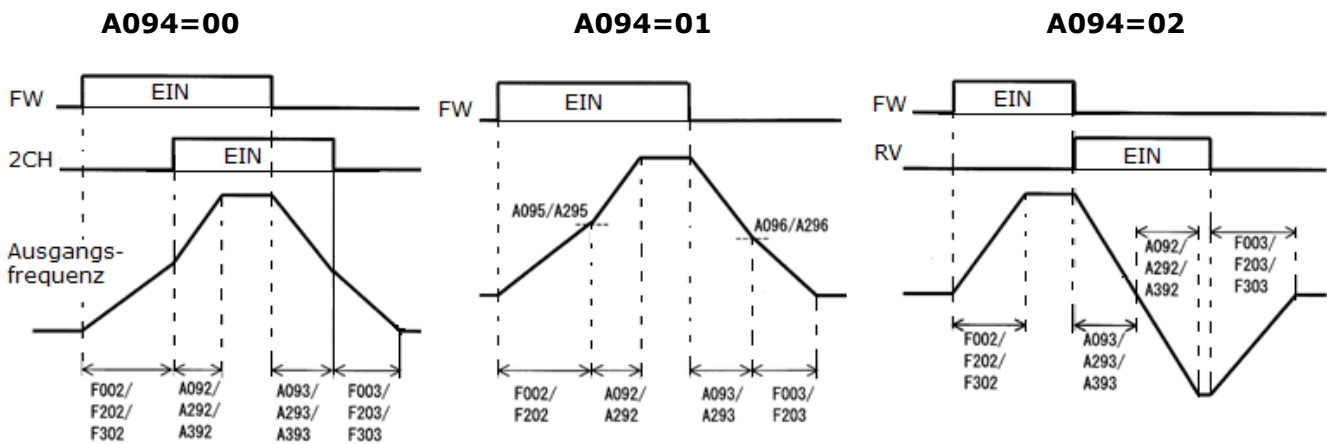 A094=00
FW
EIN
2CH
EIN
Ausgangs-
frequenz
F002/
F202/
F302
A092/
A292/
A392
A093/
A293/
A393
F003/
F203/
F303
A094=01
FW
EIN
A095/A295
A096/A296
F002/
F202
A092/
A292
A093/
A293
F003/
F203
A094=02
FW
EIN
RV
EIN
A092/
A292/
A392
F003/
F203/
F303
F002/
F202/
F302
A093/
A293/
A393